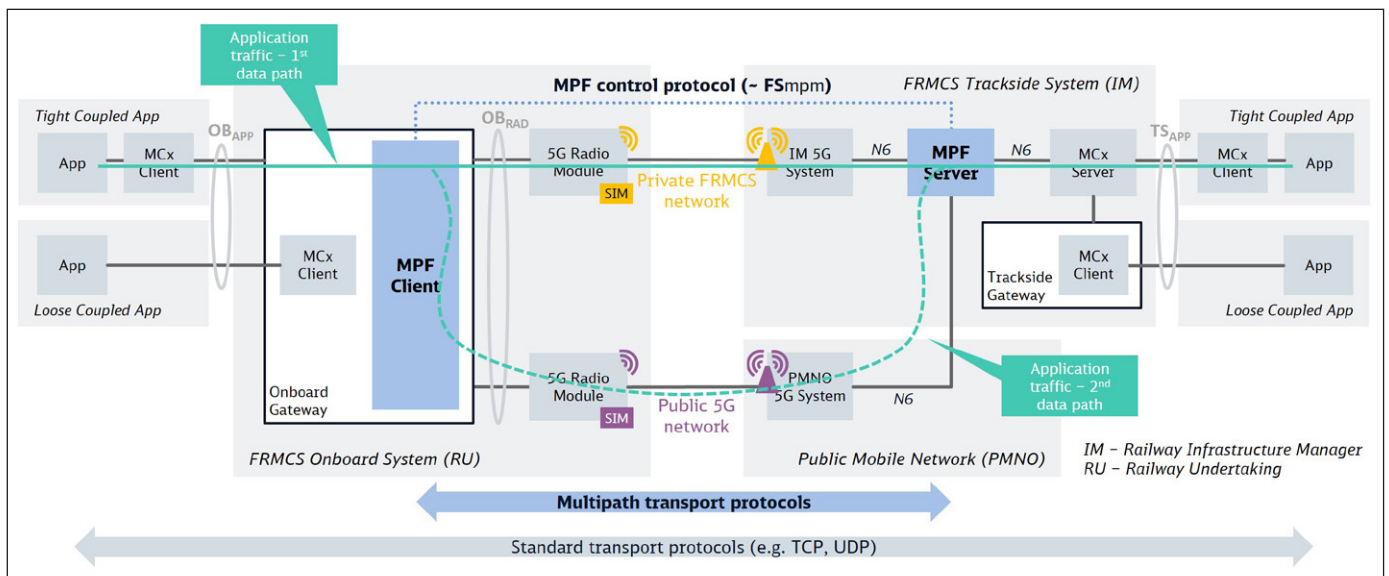 Application
traffic – 1st
data path
MPF control protocol (~ FSmpm)
FRMCS Trackside System (IM)
Tight Coupled App
OBAPP
OBRAD
TSAPP
Tight Coupled App
App
MCx
Client
5G Radio
Module
SIM
Private FRMCS
network
IM 5G
System
N6
MPF
Server
N6
MCx
Server
MCx
Client
App
App
Loose Coupled App
MCx
Client
MPF
Client
Onboard
Gateway
Trackside
Gateway
MCx
Client
App
Loose Coupled App
5G Radio
Module
SIM
Public 5G
network
PMNO
5G System
N6
Application
traffic – 2nd
data path
FRMCS Onboard System (RU)
Public Mobile Network (PMNO)
IM – Railway Infrastructure Manager
RU – Railway Undertaking
Multipath transport protocols
Standard transport protocols (e.g. TCP, UDP)